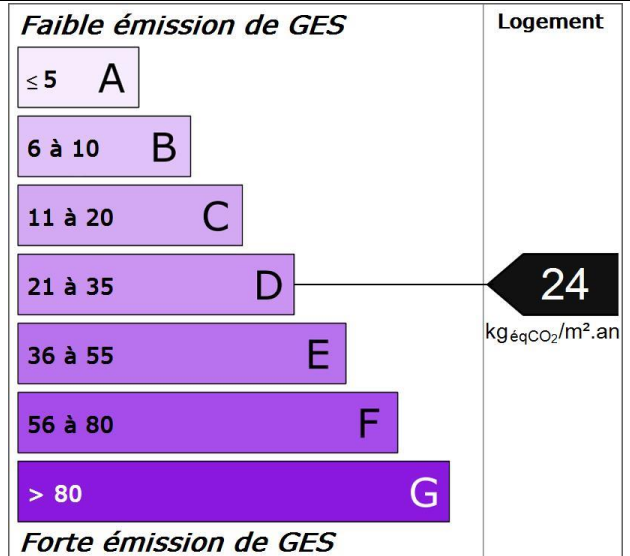 Faible émission de GES
Logement
≤ 5 A
6 à 10 B
11 à 20 C
21 à 35 D
24
kgéqCO₂/m².an
36 à 55 E
56 à 80 F
> 80 G
Forte émission de GES